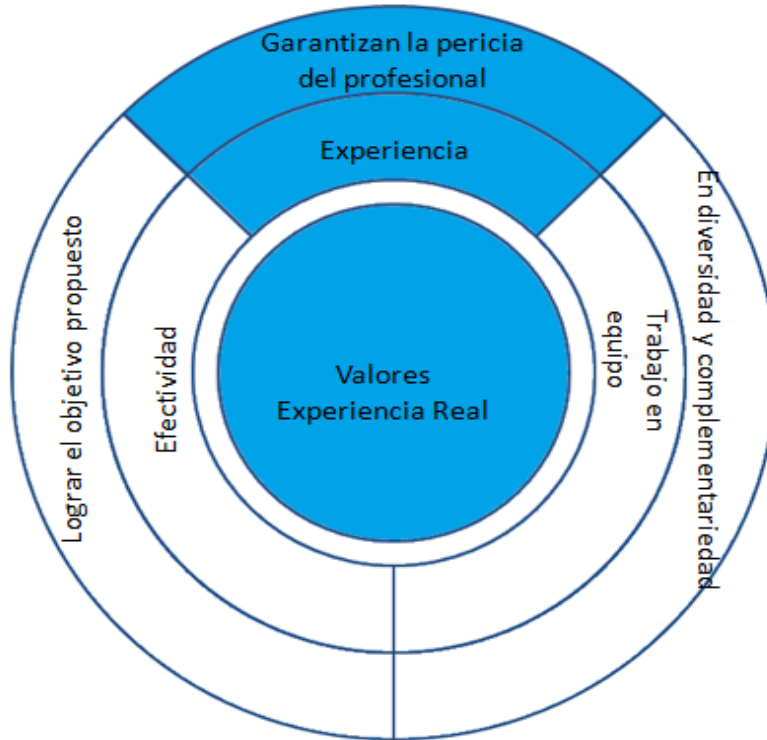 Garantizan la pericia
del profesional
Experiencia
Valores
Experiencia Real
Lograr el objetivo propuesto
Efectividad
Trabajo en
equipo
En diversidad y complementariedad